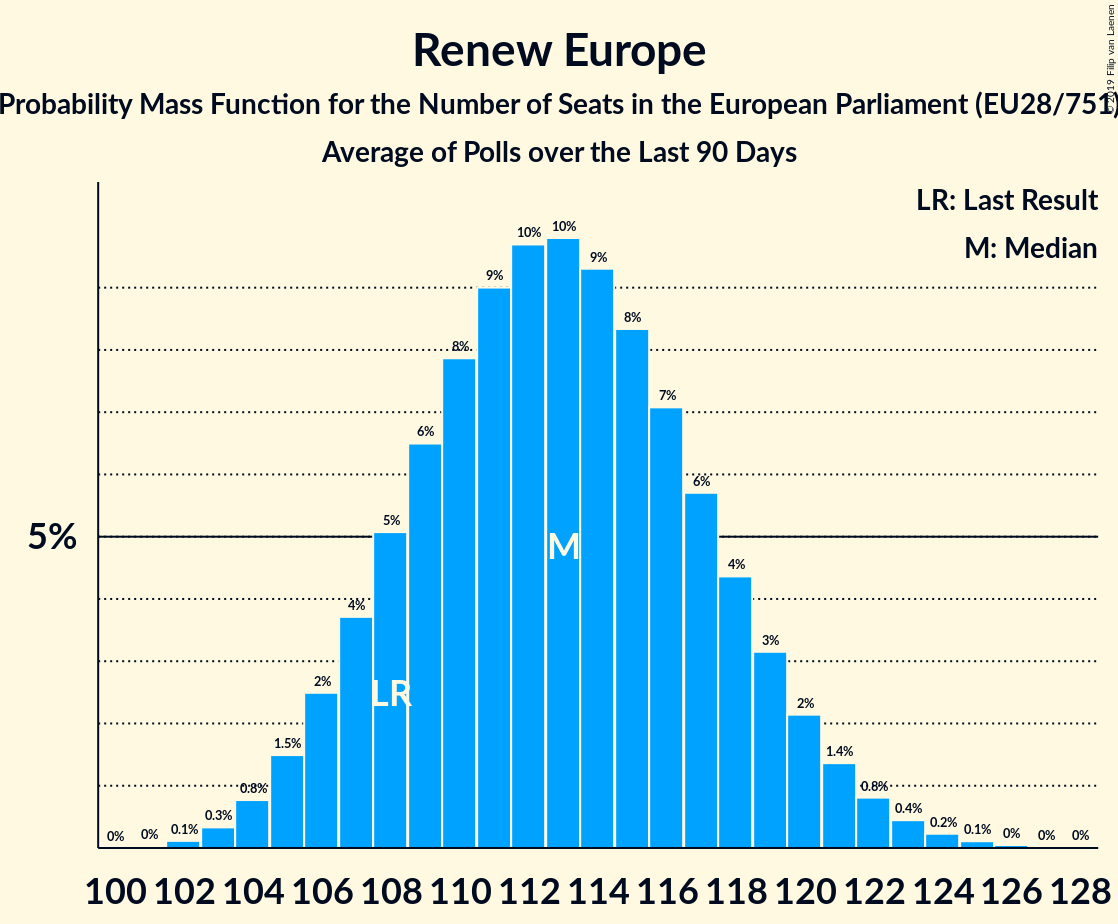 Renew Europe
Probability Mass Function for the Number of Seats in the European Parliament (EU28/751)
Average of Polls over the Last 90 Days
© 2019 Filip van Laenen
LR: Last Result
M: Median
5%
0% 0% 0.1% 0.3% 0.8% 1.5% 2% 4% 5% 6% 8% 9% 10% 10% 9% 8% 7% 6% 4% 3% 2% 1.4% 0.8% 0.4% 0.2% 0.1% 0% 0% 0%
M
LR
100 102 104 106 108 110 112 114 116 118 120 122 124 126 128